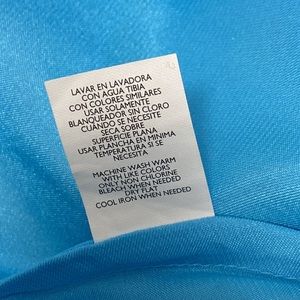 LAVAR EN LAVADORA
CON AGUA TIBIA
CON COLORES SIMILARES
USAR SOLAMENTE
BLANQUEADOR SIN CLORO
CUANDO SE NECESITE
SECA SOBRE
SUPERFICIE PLANA
USAR PLANCHA EN MINIMA
TEMPERATURA SI SE
NECESITA
MACHINE WASH WARM
WITH LIKE COLORS
ONLY NON CHLORINE
BLEACH WHEN NEEDED
DRY FLAT
COOL IRON WHEN NEEDED